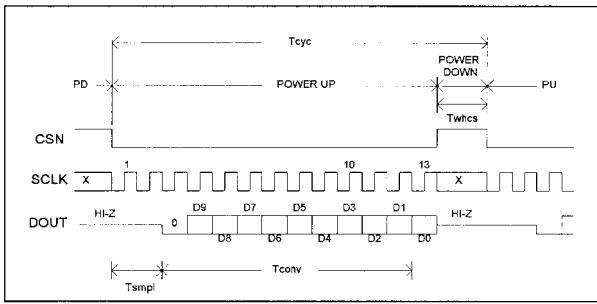 Tcyc
POWER DOWN
PD
POWER UP
PU
Twhcs
CSN
1
10
13
SCLK
X
X
HI-Z
D9
D7
D5
D3
D1
HI-Z
DOUT
0
D8
D6
D4
D2
D0
Tconv
Tsmpl